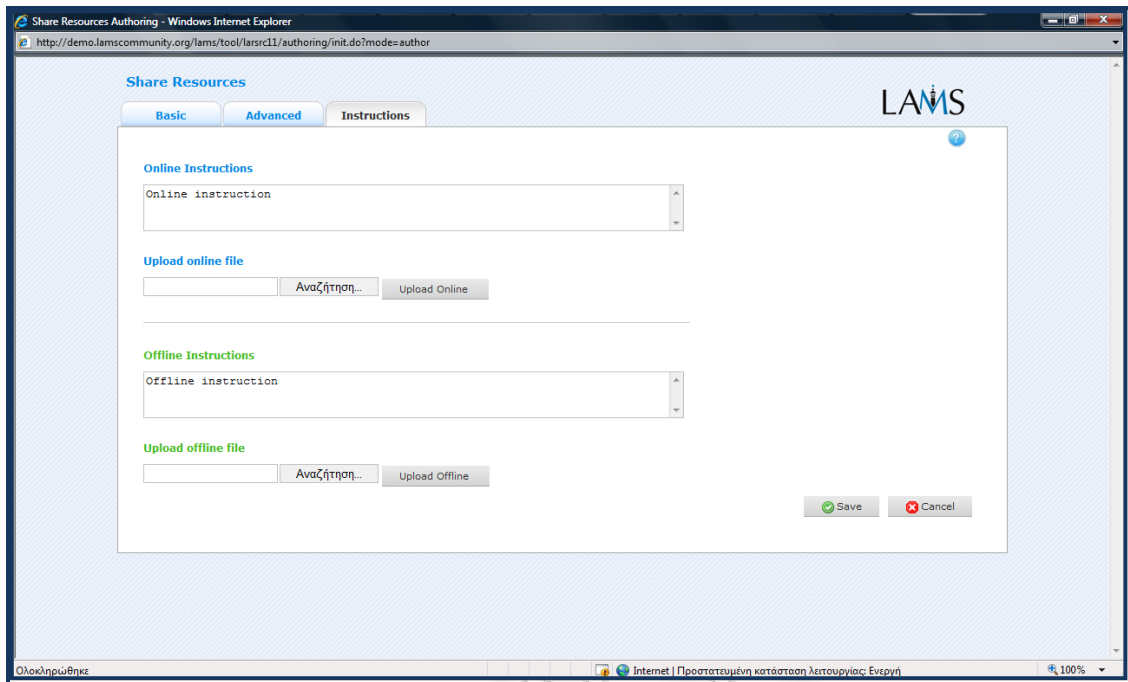 Share Resources Authoring - Windows Internet Explorer
http://demo.lamscommunity.org/lams/tool/larsrc11/authoring/init.do?mode=author
Share Resources
LAMS
Basic Advanced Instructions
?
Online Instructions
Online instruction
Upload online file
Αναζήτηση... Upload Online
Offline Instructions
Offline instruction
Upload offline file
Αναζήτηση... Upload Offline
Save Cancel
Ολοκληρώθηκε Internet | Προστατευμένη κατάσταση λειτουργίας: Ενεργή 100%